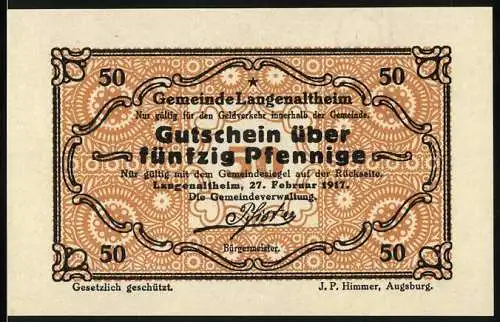 50 50
Gemeinde Langenaltheim
Nur gültig für den Geldverkehr innerhalb der Gemeinde.
Gutschein über
fünfzig Pfennige
Nur gültig mit dem Gemeindesiegel auf der Rückseite.
Langenaltheim, 27. Februar 1917.
Die Gemeindeverwaltung.
Bürgermeister.
50 50
Gesetzlich geschützt. J. P. Himmer, Augsburg.